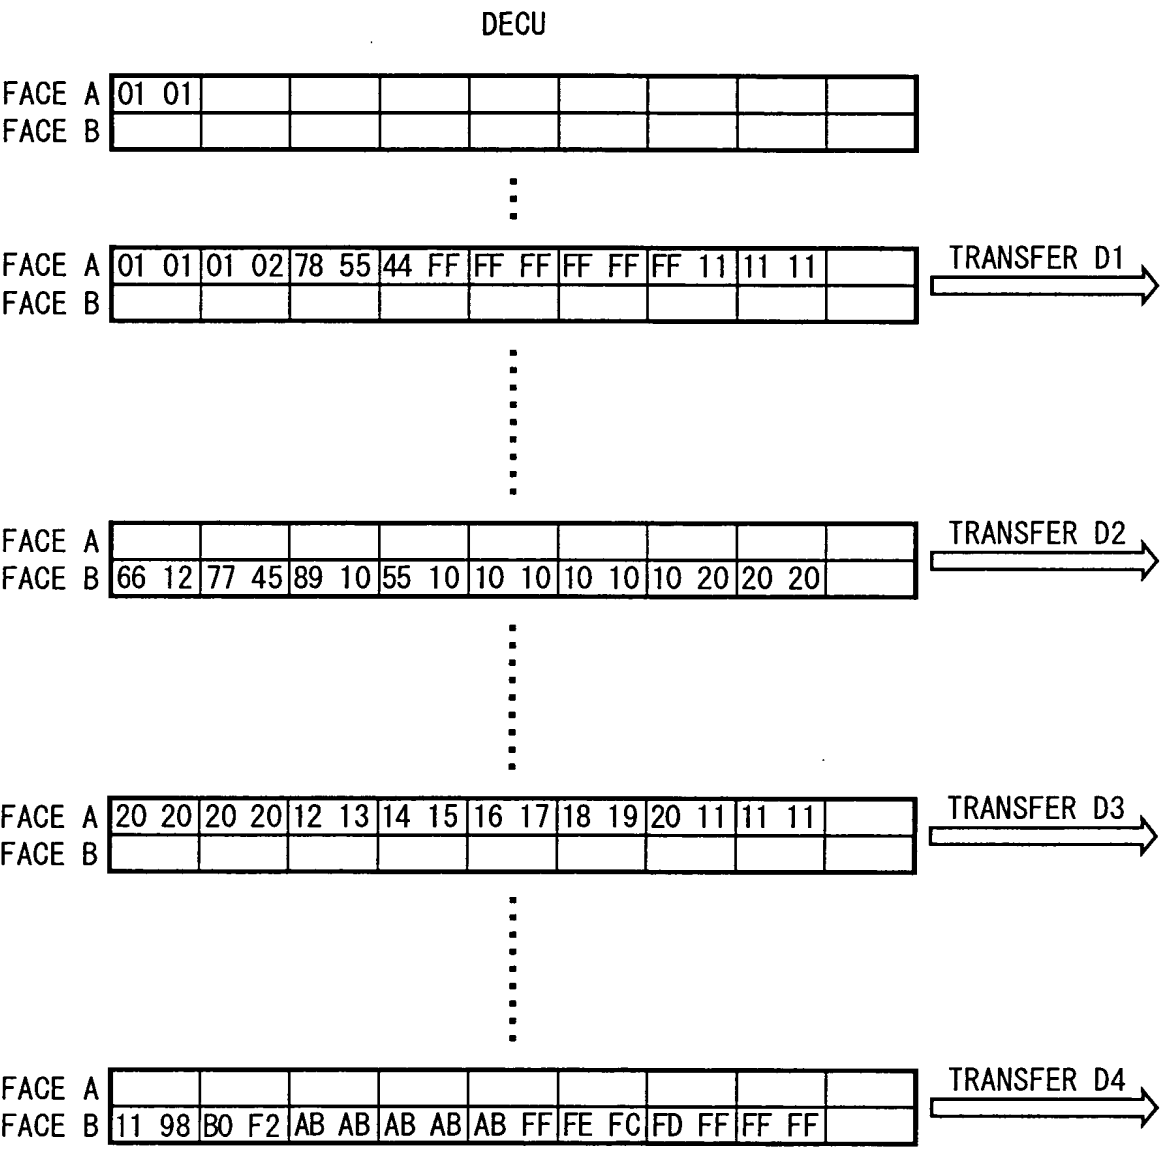 DECU
FACE A 01 01
FACE B
FACE A 01 01 01 02 78 55 44 FF FF FF FF FF FF 11 11 11 TRANSFER D1
FACE B
FACE A TRANSFER D2
FACE B 66 12 77 45 89 10 55 10 10 10 10 10 10 20 20 20
FACE A 20 20 20 20 12 13 14 15 16 17 18 19 20 11 11 11 TRANSFER D3
FACE B
FACE A TRANSFER D4
FACE B 11 98 B0 F2 AB AB AB AB AB FF FE FC FD FF FF FF